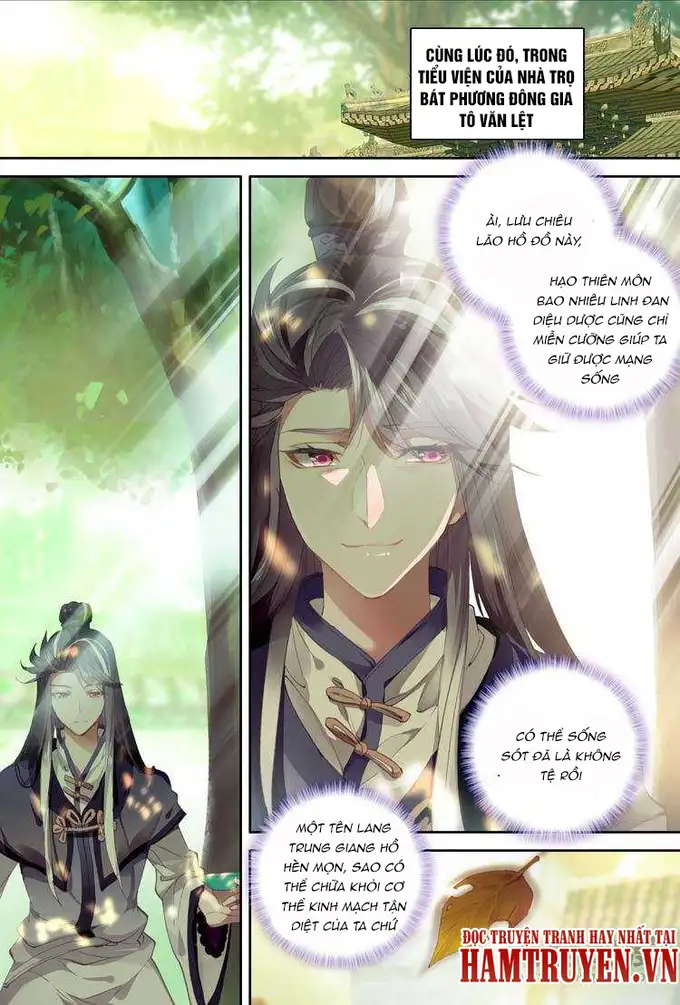 CÙNG LÚC ĐÓ, TRONG
TIỂU VIỆN CỦA NHÀ TRỌ
BÁT PHƯƠNG ĐÔNG GIA
TÔ VĂN LỆT
ÀI, LƯU CHIÊU
LÃO HỒ ĐỒ NÀY,
HẠO THIÊN MÔN
BAO NHIÊU LINH ĐAN
DIỆU DƯỢC CŨNG CHỈ
MIỄN CƯỠNG GIÚP TA
GIỮ ĐƯỢC MẠNG
SỐNG
CÓ THỂ SỐNG
SÓT ĐÃ LÀ KHÔNG
TỆ RỒI!
MỘT TÊN LANG
TRUNG GIANG HỒ
HÈN MỌN, SAO CÓ
THỂ CHỮA KHỎI CƠ
THỂ KINH MẠCH TẬN
DIỆT CỦA TA CHỨ
ĐỌC TRUYỆN TRANH HAY NHẤT TẠI
HAMTRUYEN.VN